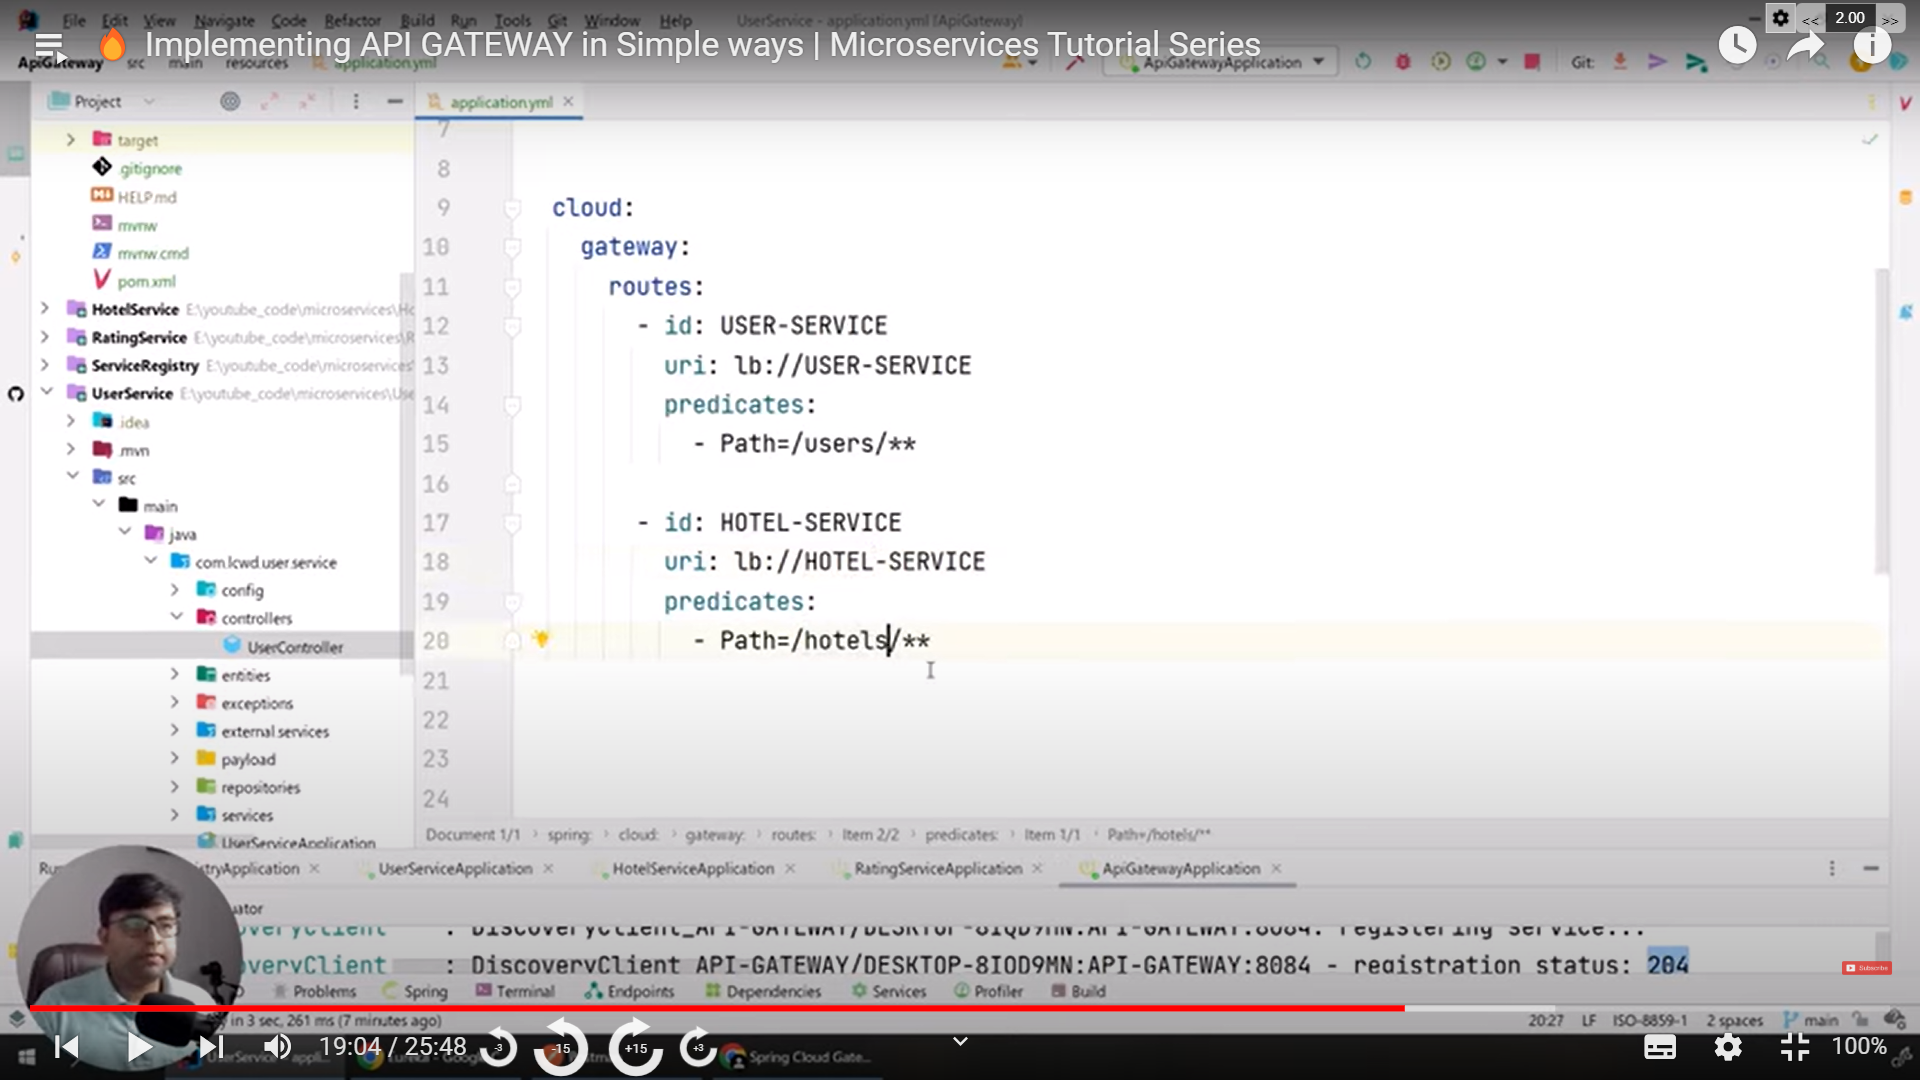 File Edit View Navigate Code Refactor Build Run Tools Git Window Help UserService - application.yml [ApiGateway]
<< 2.00 >>
Implementing API GATEWAY in Simple ways | Microservices Tutorial Series
ApiGateway src main resources application.yml
ApiGatewayApplication Git:
Project
application.yml
target
.gitignore
HELP.md
mvnw
mvnw.cmd
pom.xml
HotelService E:\youtube_code\microservices\Ho
RatingService E:\youtube_code\microservices\R
ServiceRegistry E:\youtube_code\microservices\
UserService E:\youtube_code\microservices\Use
.idea
.mvn
src
main
java
com.lcwd.user.service
config
controllers
UserController
entities
exceptions
external.services
payload
repositories
services
UserServiceApplication
7
8
9 cloud:
10 gateway:
11 routes:
12 - id: USER-SERVICE
13 uri: lb://USER-SERVICE
14 predicates:
15 - Path=/users/**
16
17 - id: HOTEL-SERVICE
18 uri: lb://HOTEL-SERVICE
19 predicates:
20 - Path=/hotels/**
21
22
23
24
Document 1/1 spring: cloud: gateway: routes: Item 2/2 predicates: Item 1/1 Path=/hotels/**
Ru tryApplication UserServiceApplication HotelServiceApplication RatingServiceApplication ApiGatewayApplication
uator
overyClient : DiscoveryClient_API-GATEWAY/DESKTOP-8IQD9MN:API-GATEWAY:8084: registering service...
overyClient : DiscoveryClient API-GATEWAY/DESKTOP-8IQD9MN:API-GATEWAY:8084 - registration status: 204
Subscribe
Problems Spring Terminal Endpoints Dependencies Services Profiler Build
in 3 sec, 261 ms (7 minutes ago) 20:27 LF ISO-8859-1 2 spaces main
19:04 / 25:48 -3 -15 +15 +3 100%
Spring Cloud Gate...